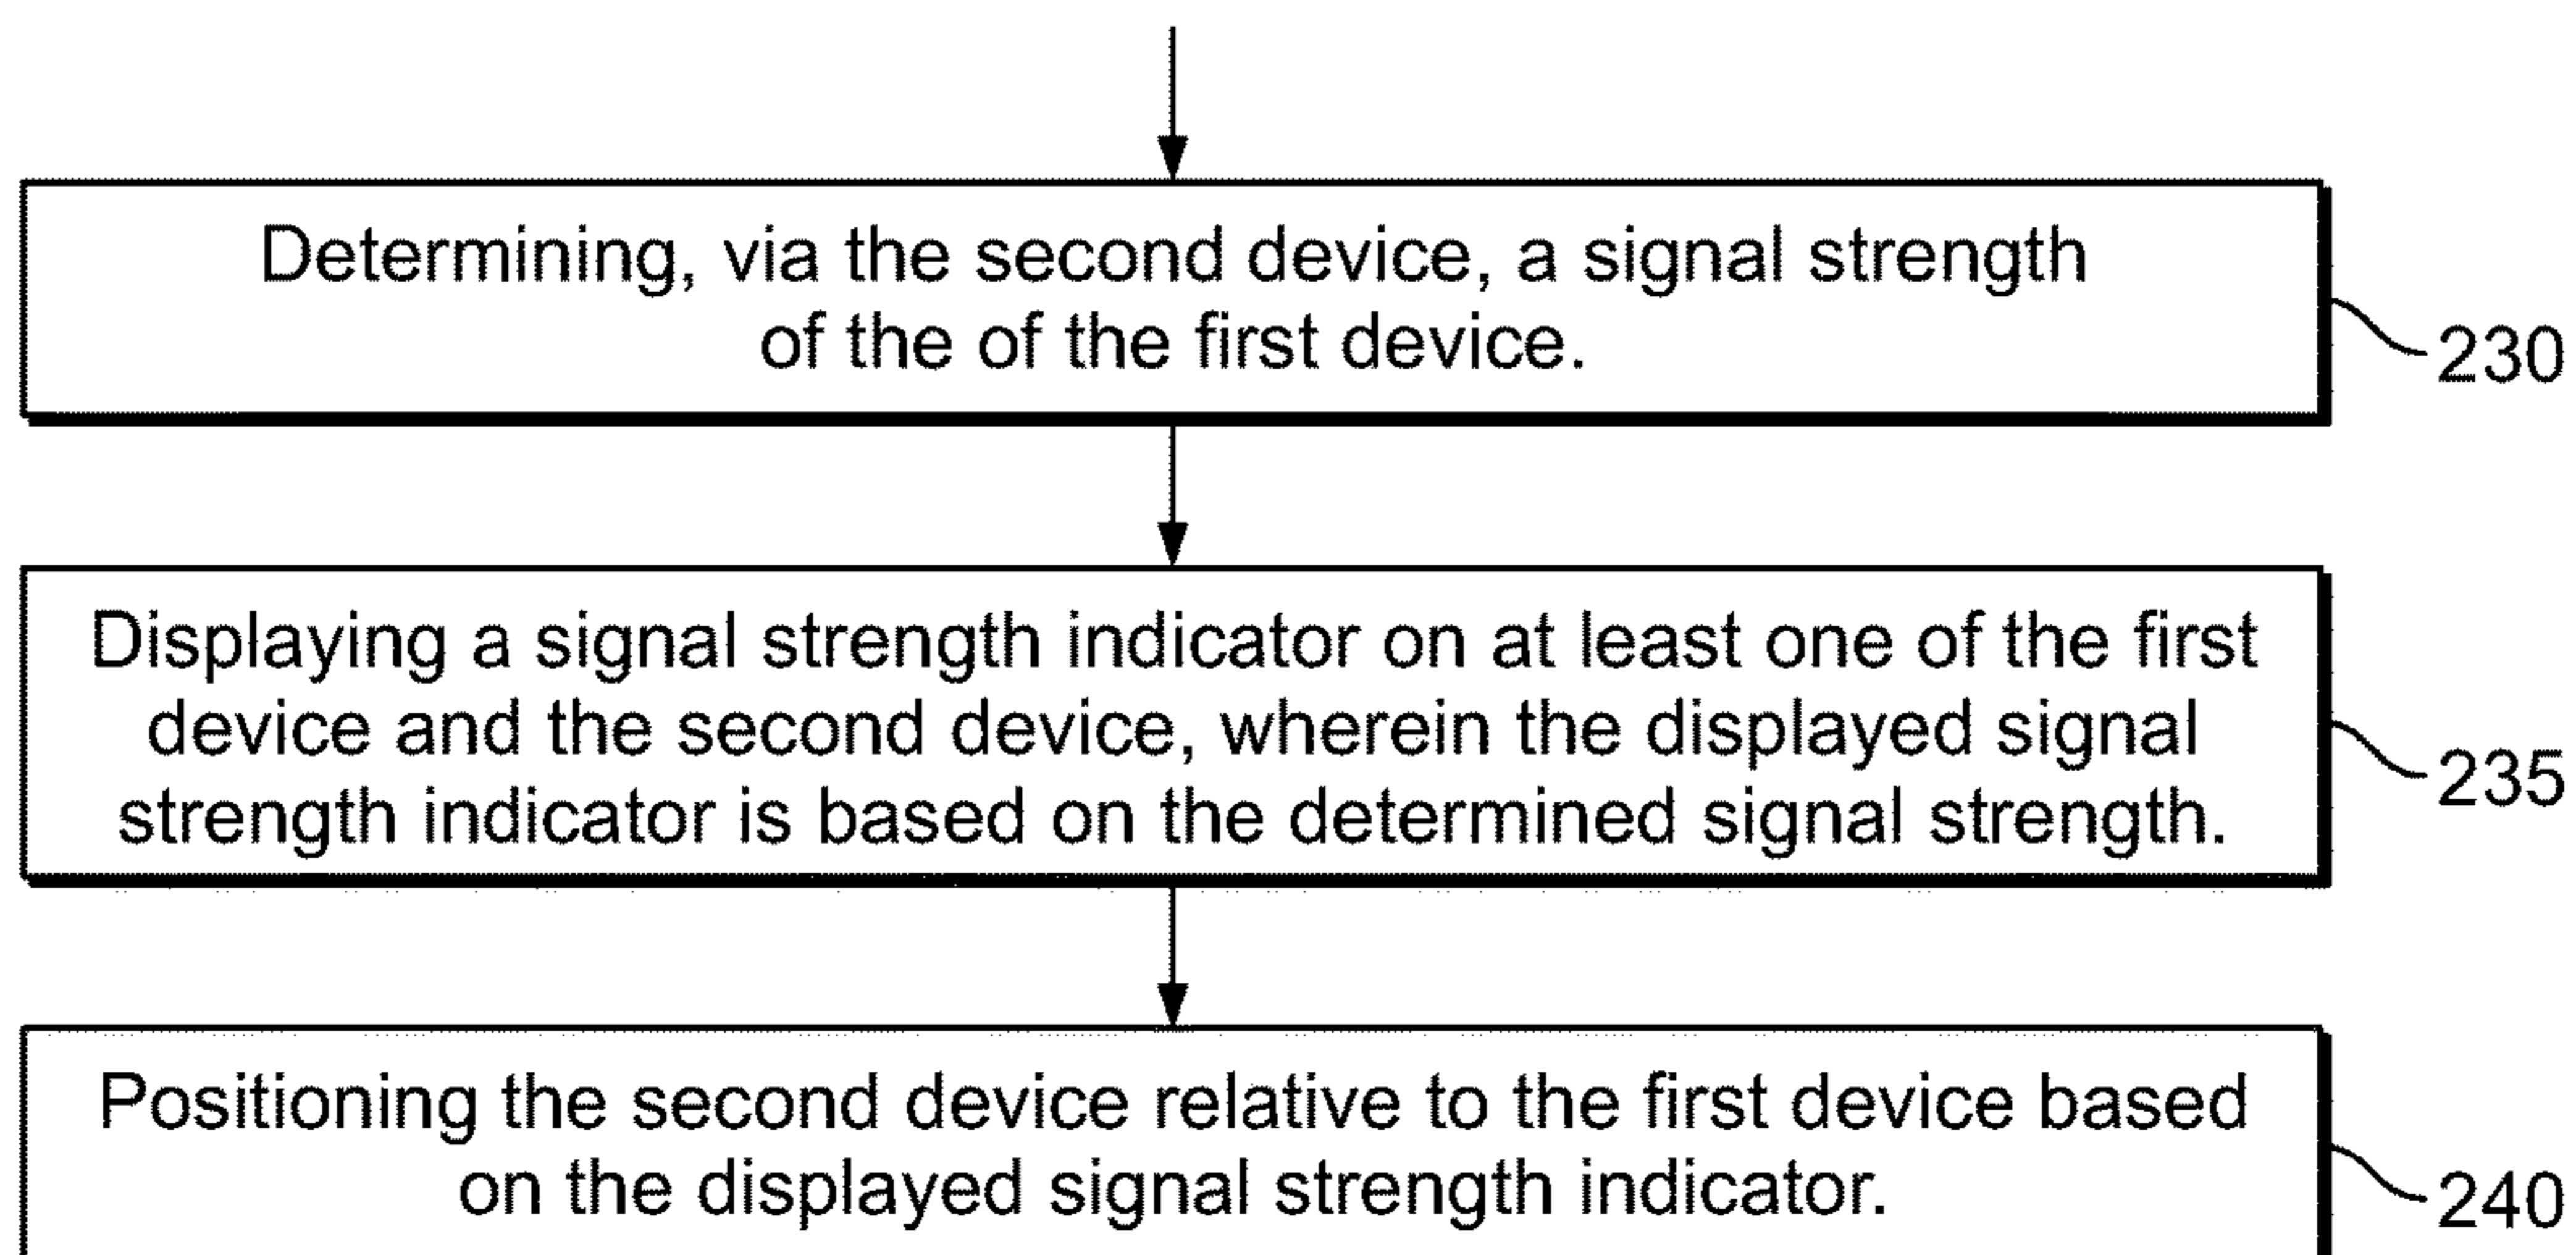 Determining, via the second device, a signal strength
of the of the first device.
230
Displaying a signal strength indicator on at least one of the first
device and the second device, wherein the displayed signal
strength indicator is based on the determined signal strength.
235
Positioning the second device relative to the first device based
on the displayed signal strength indicator.
240